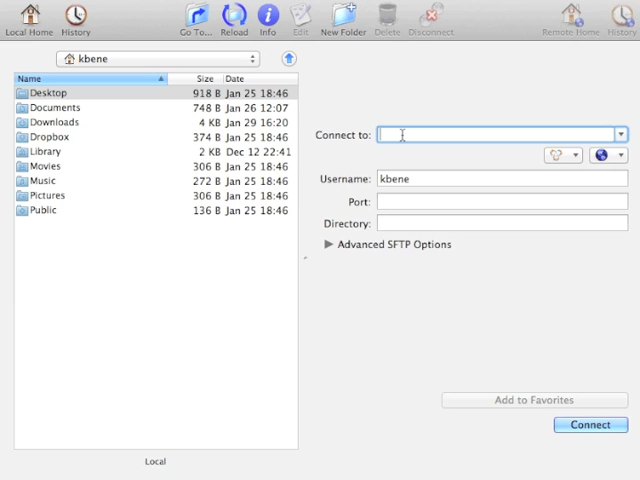 Local Home History Go To... Reload Info Edit New Folder Delete Disconnect Remote Home History
kbene
Name Size Date
Desktop 918 B Jan 25 18:46
Documents 748 B Jan 26 12:07
Downloads 4 KB Jan 29 16:20
Dropbox 374 B Jan 25 18:46
Library 2 KB Dec 12 22:41
Movies 306 B Jan 25 18:46
Music 272 B Jan 25 18:46
Pictures 306 B Jan 25 18:46
Public 136 B Jan 25 18:46
Local
Connect to:
Username: kbene
Port:
Directory:
Advanced SFTP Options
Add to Favorites
Connect